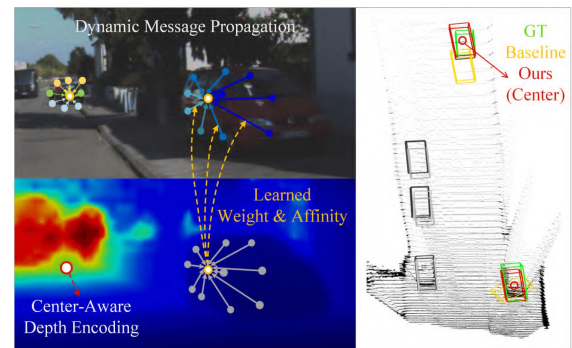 Dynamic Message Propagation
Learned
Weight & Affinity
Center-Aware
Depth Encoding
GT
Baseline
Ours
(Center)